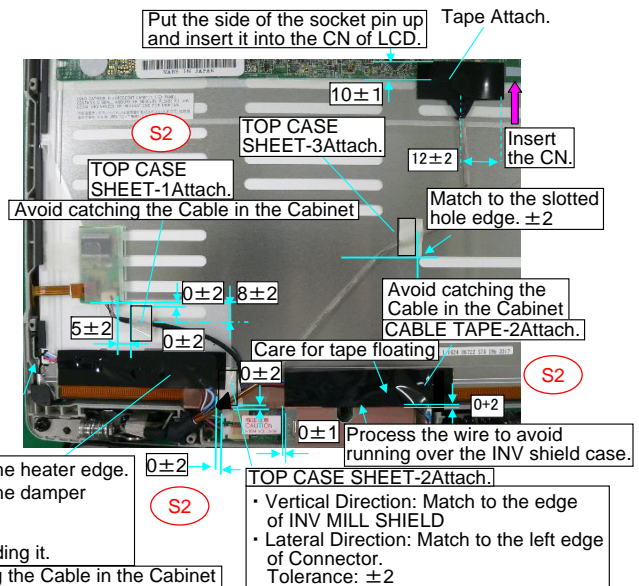 Put the side of the socket pin up
and insert it into the CN of LCD.
Tape Attach.
MADE IN JAPAN
10±1
S2
TOP CASE
SHEET-3Attach.
Insert
the CN.
12±2
TOP CASE
SHEET-1Attach.
Match to the slotted
hole edge. ±2
Avoid catching the Cable in the Cabinet
0±2
8±2
Avoid catching the
Cable in the Cabinet
CABLE TAPE-2Attach.
5±2
0±2
Care for tape floating
0±2
S2
0+2
0±1
Process the wire to avoid
running over the INV shield case.
ne heater edge.
ne damper
ding it.
0±2
S2
TOP CASE SHEET-2Attach.
・Vertical Direction: Match to the edge
of INV MILL SHIELD
・Lateral Direction: Match to the left edge
of Connector.
Tolerance: ±2
g the Cable in the Cabinet